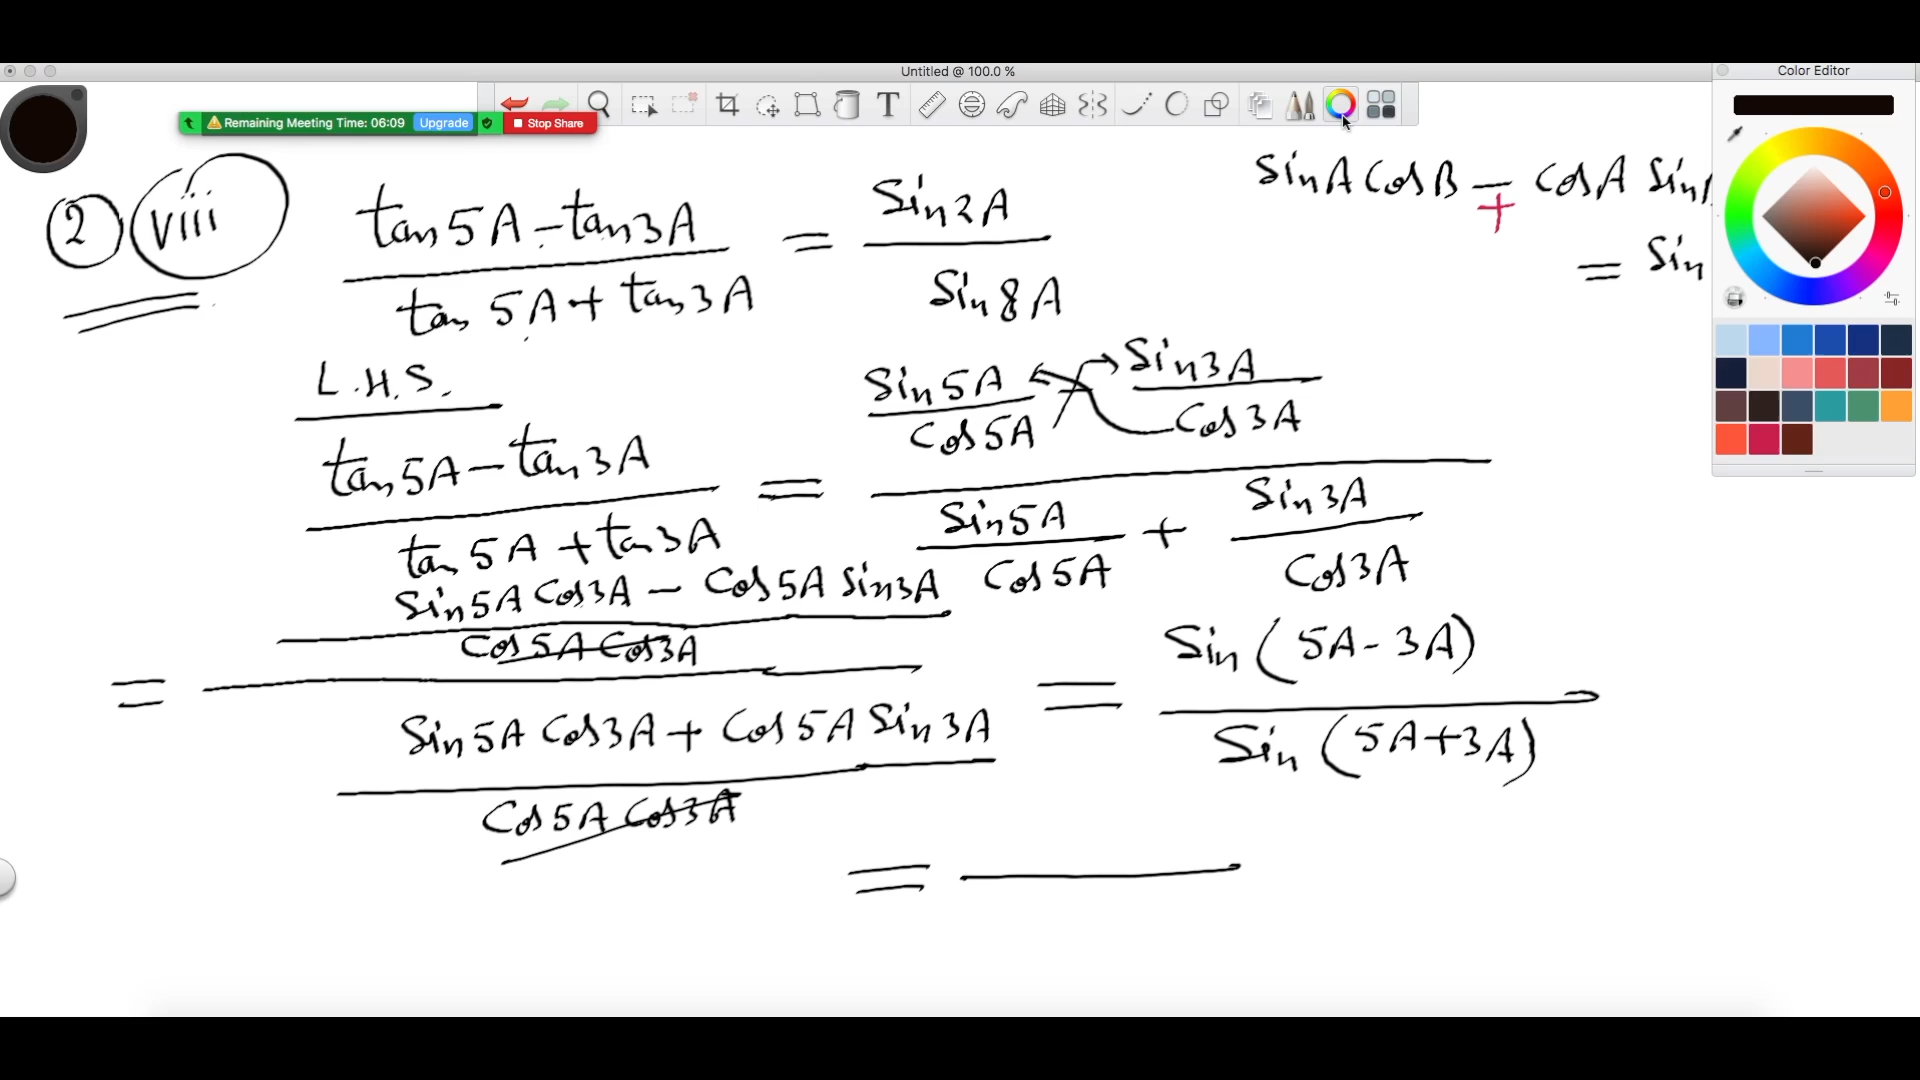 Untitled @ 100.0 %
Color Editor
Remaining Meeting Time: 06:09 Upgrade Stop Share
T
2 viii
tan 5A - tan 3A = Sin 2A
tan 5A + tan 3A Sin 8A
Sin A Cos B - Cos A Sin
+
= Sin
L.H.S.
tan 5A - tan 3A = Sin 5A Sin 3A
Cos 5A Cos 3A
tan 5A + tan 3A Sin 5A + Sin 3A
Cos 5A Cos 3A
= Sin 5A Cos 3A - Cos 5A Sin 3A
Cos 5A Cos 3A
Sin 5A Cos 3A + Cos 5A Sin 3A
Cos 5A Cos 3A
= Sin (5A - 3A)
Sin (5A + 3A)
=